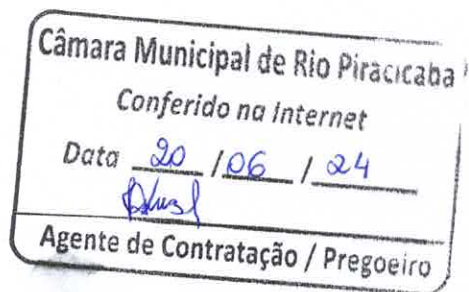 Câmara Municipal de Rio Piracicaba
Conferido na Internet
Data 20 / 06 / 24
Agente de Contratação / Pregoeiro